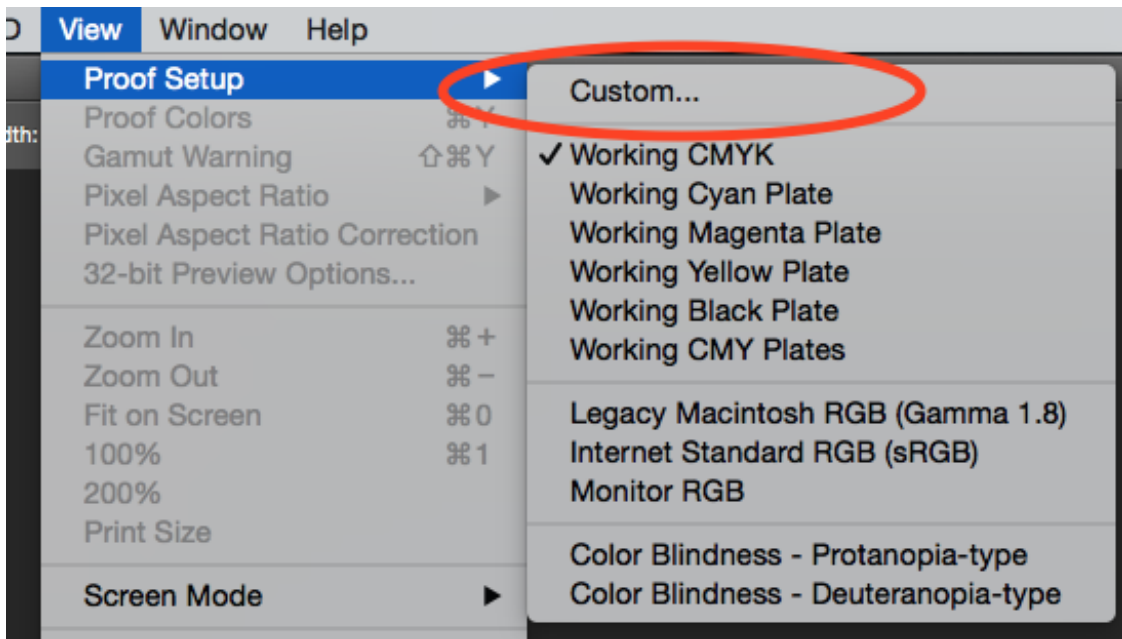 D View Window Help
Proof Setup ▶
Proof Colors ⌘Y
Gamut Warning ⇧⌘Y
Pixel Aspect Ratio ▶
Pixel Aspect Ratio Correction
32-bit Preview Options...
Zoom In ⌘+
Zoom Out ⌘−
Fit on Screen ⌘0
100% ⌘1
200%
Print Size
Screen Mode ▶
dth:
Custom...
✓ Working CMYK
Working Cyan Plate
Working Magenta Plate
Working Yellow Plate
Working Black Plate
Working CMY Plates
Legacy Macintosh RGB (Gamma 1.8)
Internet Standard RGB (sRGB)
Monitor RGB
Color Blindness - Protanopia-type
Color Blindness - Deuteranopia-type